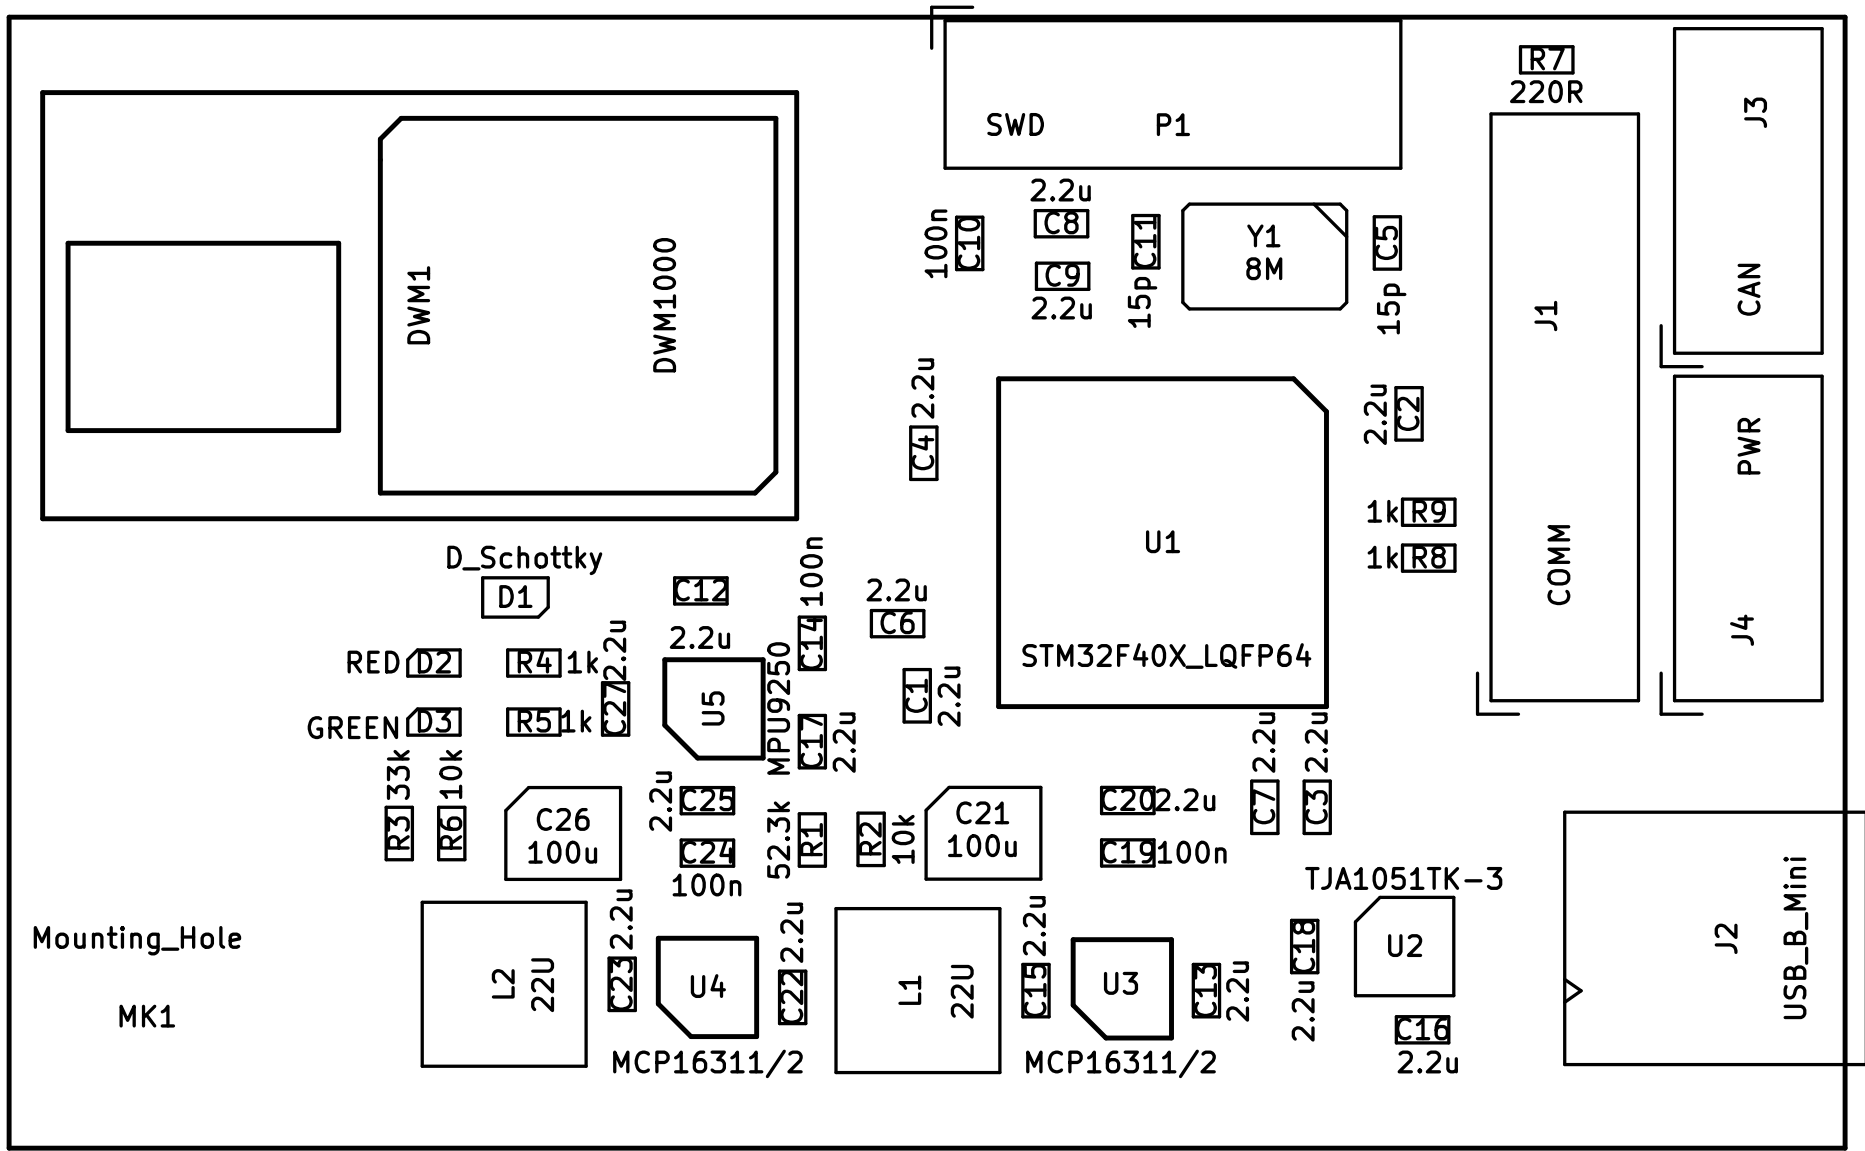 R7
220R
J3
SWD
P1
CAN
J1
COMM
PWR
J4
DWM1
DWM1000
2.2u
C8
C9
2.2u
100n
C10
C11
15p
Y1
8M
C5
15p
2.2u
C4
2.2u
C2
1k
R9
1k
R8
U1
STM32F40X_LQFP64
D_Schottky
D1
C12
2.2u
100n
C14
2.2u
C6
RED
D2
R4
1k
2.2u
C27
GREEN
D3
R5
1k
U5
MPU9250
C17
2.2u
C1
2.2u
33k
R3
10k
R6
C26
100u
2.2u
C25
C24
100n
52.3k
R1
R2
10k
C21
100u
C20
2.2u
C19
100n
2.2u
C7
2.2u
C3
TJA1051TK-3
U2
C18
2.2u
C16
2.2u
J2
USB_B_Mini
Mounting_Hole
MK1
L2
22U
2.2u
C23
U4
MCP16311/2
2.2u
C22
L1
22U
2.2u
C15
U3
MCP16311/2
C13
2.2u